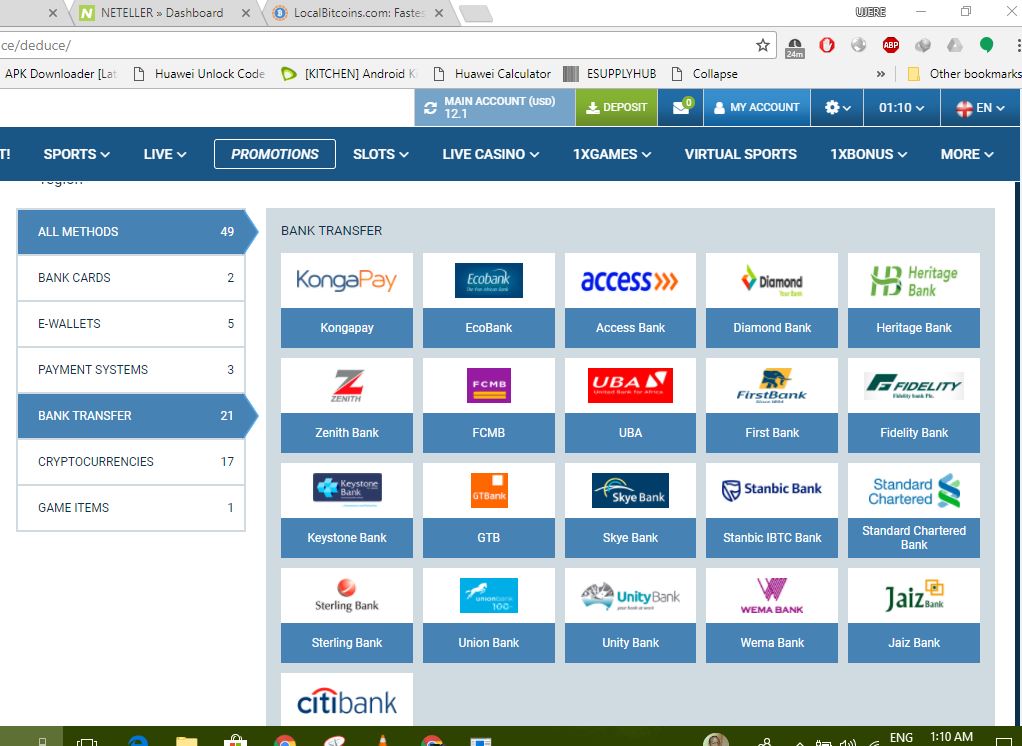 NETELLER » Dashboard
LocalBitcoins.com: Fastes
UJERE
ce/deduce/
24m
ABP
APK Downloader [Lat
Huawei Unlock Code
[KITCHEN] Android Ki
Huawei Calculator
ESUPPLYHUB
Collapse
»
Other bookmarks
MAIN ACCOUNT (USD)
12.1
DEPOSIT
0
MY ACCOUNT
01:10
EN
T!
SPORTS
LIVE
PROMOTIONS
SLOTS
LIVE CASINO
1XGAMES
VIRTUAL SPORTS
1XBONUS
MORE
region
ALL METHODS 49
BANK CARDS 2
E-WALLETS 5
PAYMENT SYSTEMS 3
BANK TRANSFER 21
CRYPTOCURRENCIES 17
GAME ITEMS 1
BANK TRANSFER
KongaPay
Kongapay
Ecobank
The Pan African Bank
EcoBank
access
Access Bank
Diamond
Your Bank
Diamond Bank
HB Heritage
Bank
Heritage Bank
ZENITH
Zenith Bank
FCMB
FCMB
UBA
United Bank for Africa
UBA
FirstBank
Since 1894
First Bank
FIDELITY
Fidelity Bank Plc.
Fidelity Bank
Keystone
Bank
Keystone Bank
GTBank
GTB
Skye Bank
Skye Bank
Stanbic Bank
Stanbic IBTC Bank
Standard
Chartered
Standard Chartered
Bank
Sterling Bank
Sterling Bank
unionbank
100
Union Bank
UnityBank
your bank at work
Unity Bank
WEMA BANK
Wema Bank
Jaiz Bank
Jaiz Bank
citibank
ENG
1:10 AM